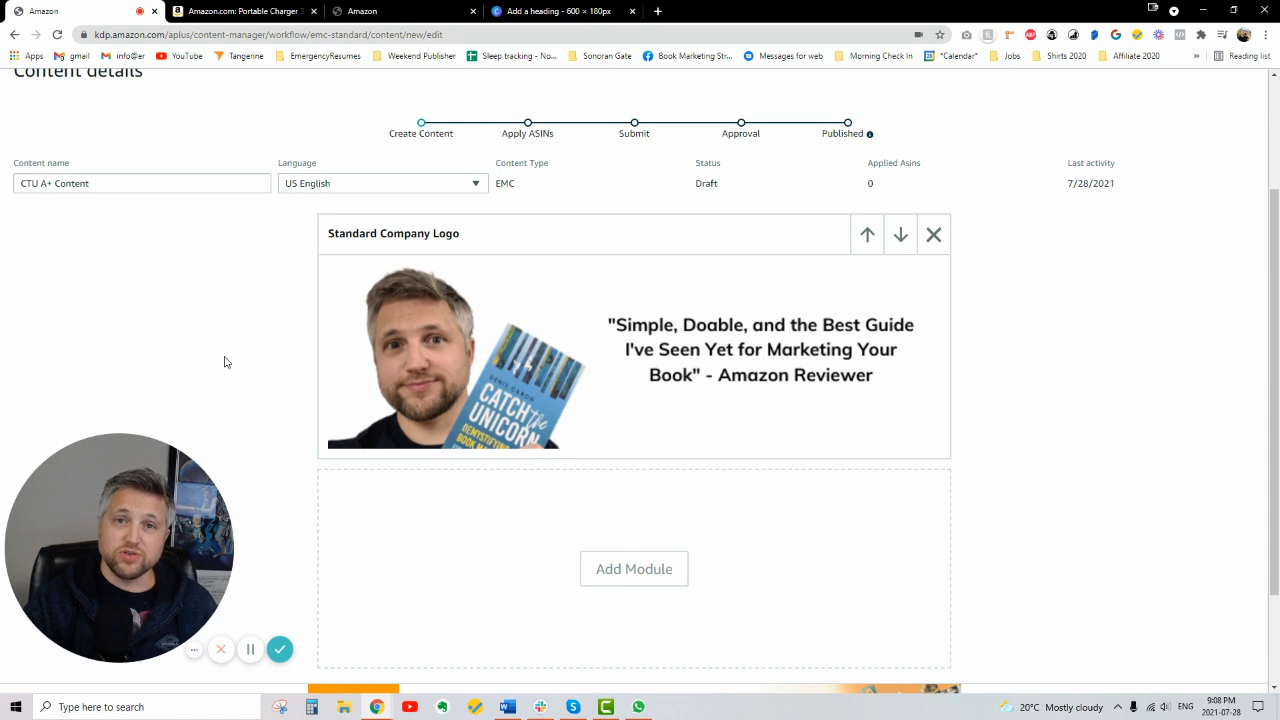 Amazon
Amazon.com: Portable Charger 3
Amazon
Add a heading - 600 × 180px
kdp.amazon.com/aplus/content-manager/workflow/emc-standard/content/new/edit
Apps
gmail
info@er
YouTube
Tangerine
EmergencyResumes
Weekend Publisher
Sleep tracking - No...
Sonoran Gate
Book Marketing Str...
Messages for web
Morning Check In
*Calendar*
Jobs
Shirts 2020
Affiliate 2020
»
Reading list
Content details
Create Content
Apply ASINs
Submit
Approval
Published
Content name
Language
Content Type
Status
Applied Asins
Last activity
CTU A+ Content
US English
EMC
Draft
0
7/28/2021
Standard Company Logo
"Simple, Doable, and the Best Guide
I've Seen Yet for Marketing Your
Book" - Amazon Reviewer
DENIS CARON
CATCH the
UNICORN
DEMYSTIFYING
Add Module
Type here to search
20°C Mostly cloudy
ENG
9:08 PM
2021-07-28